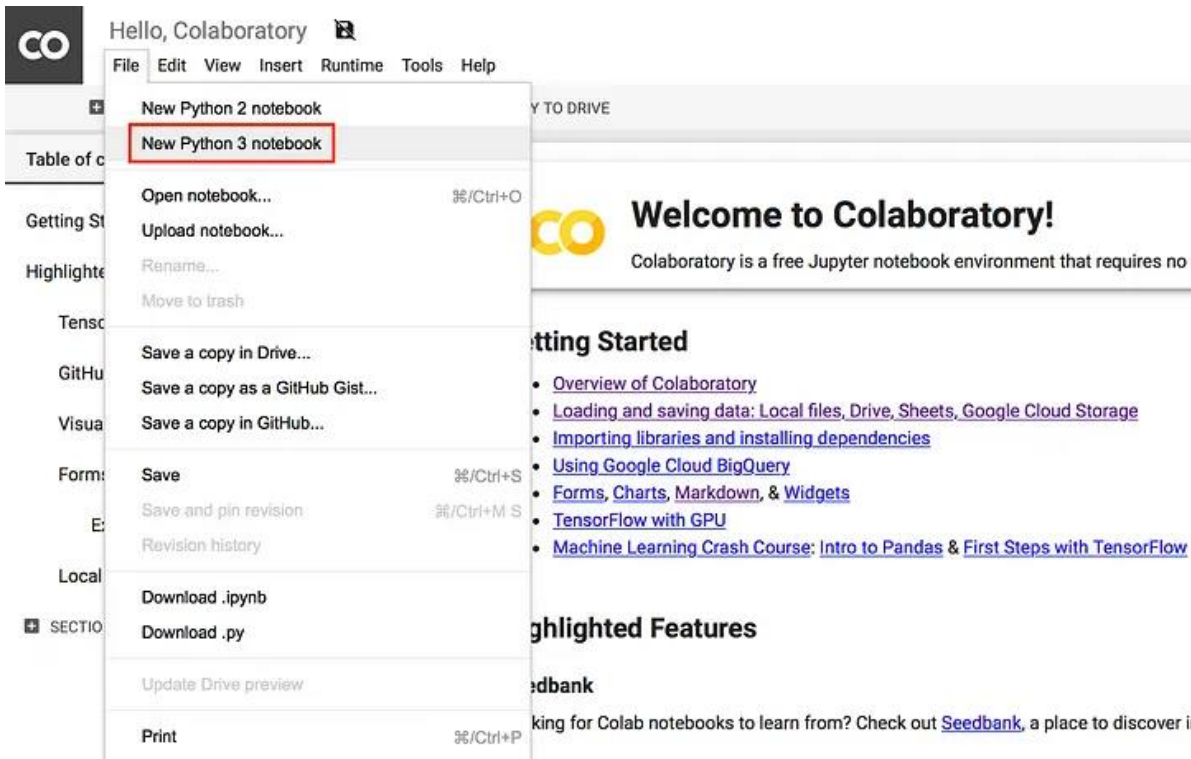 CO Hello, Colaboratory
File Edit View Insert Runtime Tools Help
Y TO DRIVE
Table of c
Getting St
Highlighte
Tenso
GitHu
Visua
Forms
Ex
Local
SECTIO
New Python 2 notebook
New Python 3 notebook
Open notebook... ⌘/Ctrl+O
Upload notebook...
Rename...
Move to trash
Save a copy in Drive...
Save a copy as a GitHub Gist...
Save a copy in GitHub...
Save ⌘/Ctrl+S
Save and pin revision ⌘/Ctrl+M S
Revision history
Download .ipynb
Download .py
Update Drive preview
Print ⌘/Ctrl+P
CO Welcome to Colaboratory!
Colaboratory is a free Jupyter notebook environment that requires no
tting Started
• Overview of Colaboratory
• Loading and saving data: Local files, Drive, Sheets, Google Cloud Storage
• Importing libraries and installing dependencies
• Using Google Cloud BigQuery
• Forms, Charts, Markdown, & Widgets
• TensorFlow with GPU
• Machine Learning Crash Course: Intro to Pandas & First Steps with TensorFlow
ghlighted Features
edbank
king for Colab notebooks to learn from? Check out Seedbank, a place to discover i